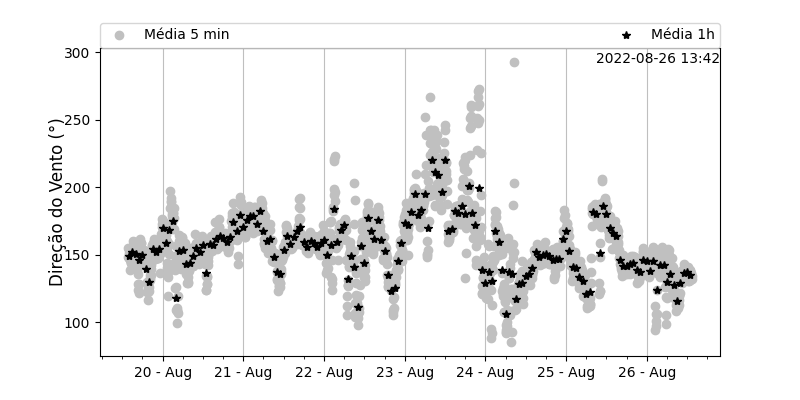 Média 5 min
Média 1h
2022-08-26 13:42
Direção do Vento (°)
300
250
200
150
100
20 - Aug
21 - Aug
22 - Aug
23 - Aug
24 - Aug
25 - Aug
26 - Aug